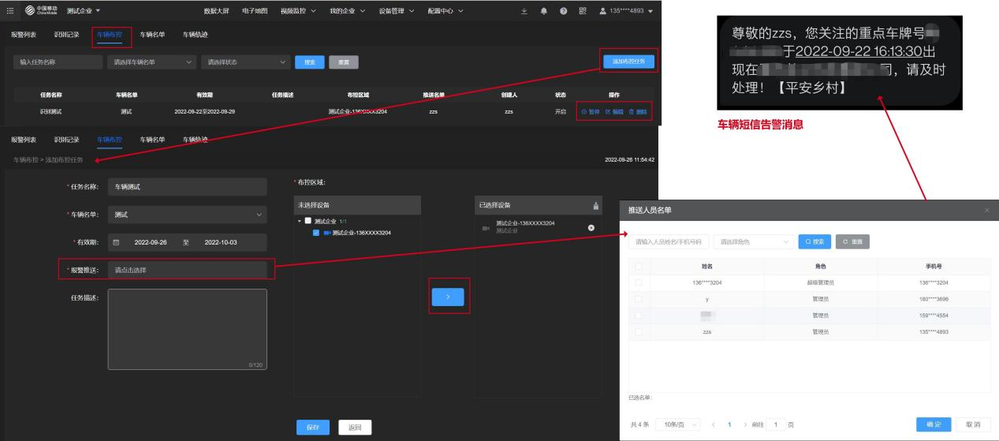 中国移动
China Mobile
测试企业
数据大屏 电子地图 视频监控 我的企业 设备管理 配置中心
135****4893
报警列表 识别记录 车辆布控 车辆名单 车辆轨迹
输入任务名称 请选择车辆名单 请选择状态 搜索 重置 添加布控任务
任务名称 车辆名单 有效期 任务描述 布控区域 推送名单 创建人 状态 操作
识别测试 测试 2022-09-22至2022-09-29 测试企业-136XXXX3204 zzs zzs 开启 暂停 编辑 删除
报警列表 识别记录 车辆布控 车辆名单 车辆轨迹
车辆布控 > 添加布控任务 2022-09-26 11:54:42
* 任务名称: 车辆测试
* 车辆名单: 测试
* 有效期: 2022-09-26 至 2022-10-03
* 报警推送: 请点击选择
任务描述:
0/120
* 布控区域:
未选择设备
测试企业 1/1
测试企业-136XXXX3204
已选择设备
测试企业-136XXXX3204
测试企业
保存 返回
尊敬的zzs，您关注的重点车牌号
于2022-09-22 16:13:30出
现在 司，请及时
处理！【平安乡村】
车辆短信告警消息
推送人员名单
请输入人员姓名/手机号码 请选择角色 搜索 重置
姓名 角色 手机号
136****3204 超级管理员 136****3204
y 管理员 180****3696
管理员 159****4554
zzs 管理员 135****4893
已选名单:
共 4 条 10条/页 1 前往 1 页
确 定 取 消